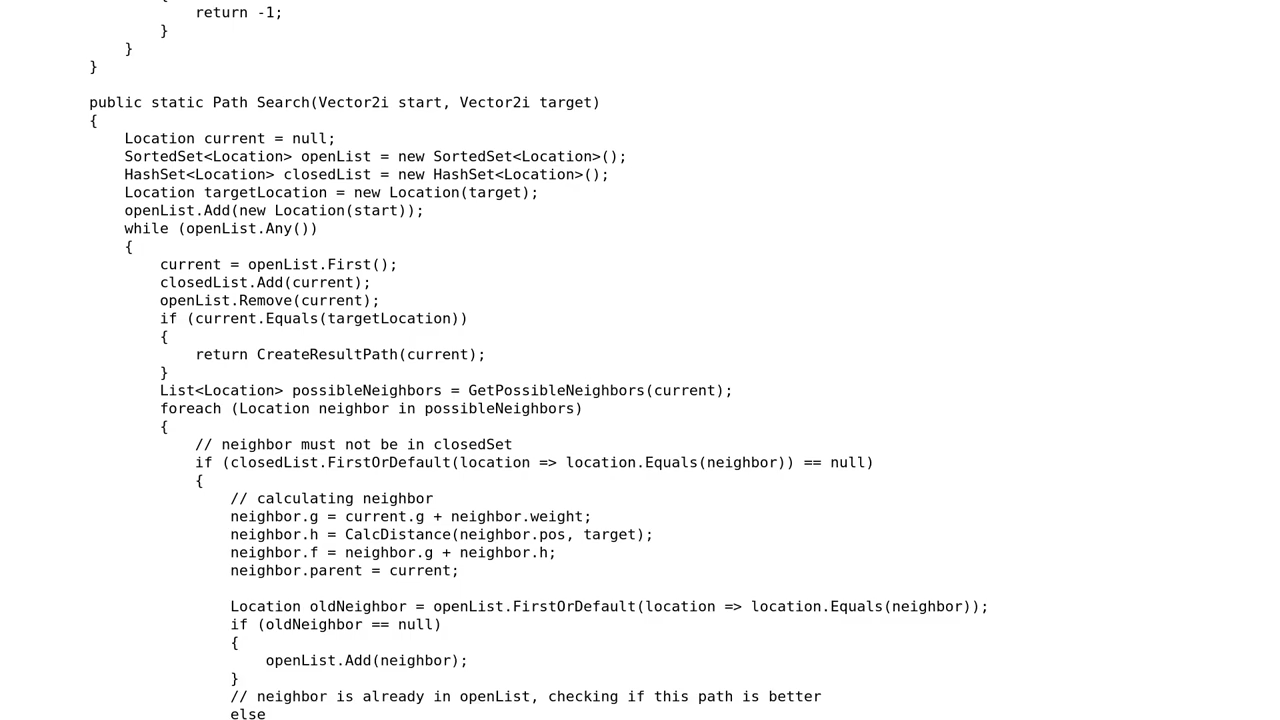 {
return -1;
}
}
}
public static Path Search(Vector2i start, Vector2i target)
{
Location current = null;
SortedSet<Location> openList = new SortedSet<Location>();
HashSet<Location> closedList = new HashSet<Location>();
Location targetLocation = new Location(target);
openList.Add(new Location(start));
while (openList.Any())
{
current = openList.First();
closedList.Add(current);
openList.Remove(current);
if (current.Equals(targetLocation))
{
return CreateResultPath(current);
}
List<Location> possibleNeighbors = GetPossibleNeighbors(current);
foreach (Location neighbor in possibleNeighbors)
{
// neighbor must not be in closedSet
if (closedList.FirstOrDefault(location => location.Equals(neighbor)) == null)
{
// calculating neighbor
neighbor.g = current.g + neighbor.weight;
neighbor.h = CalcDistance(neighbor.pos, target);
neighbor.f = neighbor.g + neighbor.h;
neighbor.parent = current;
Location oldNeighbor = openList.FirstOrDefault(location => location.Equals(neighbor));
if (oldNeighbor == null)
{
openList.Add(neighbor);
}
// neighbor is already in openList, checking if this path is better
else